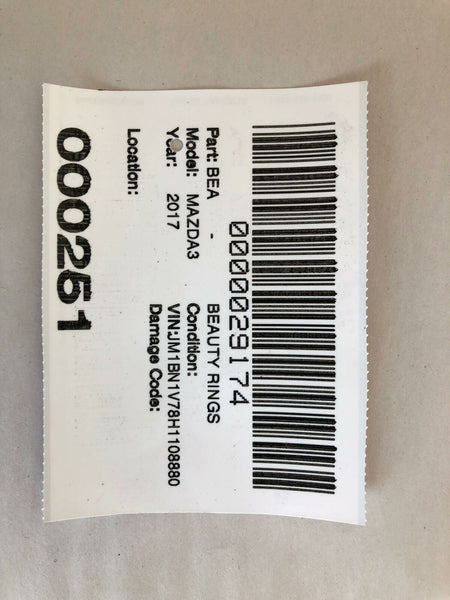 0000029174
Part: BEA - BEAUTY RINGS
Model: MAZDA3 Condition:
Year: 2017 VIN:JM1BN1V78H1108880
Damage Code:
Location:
000251